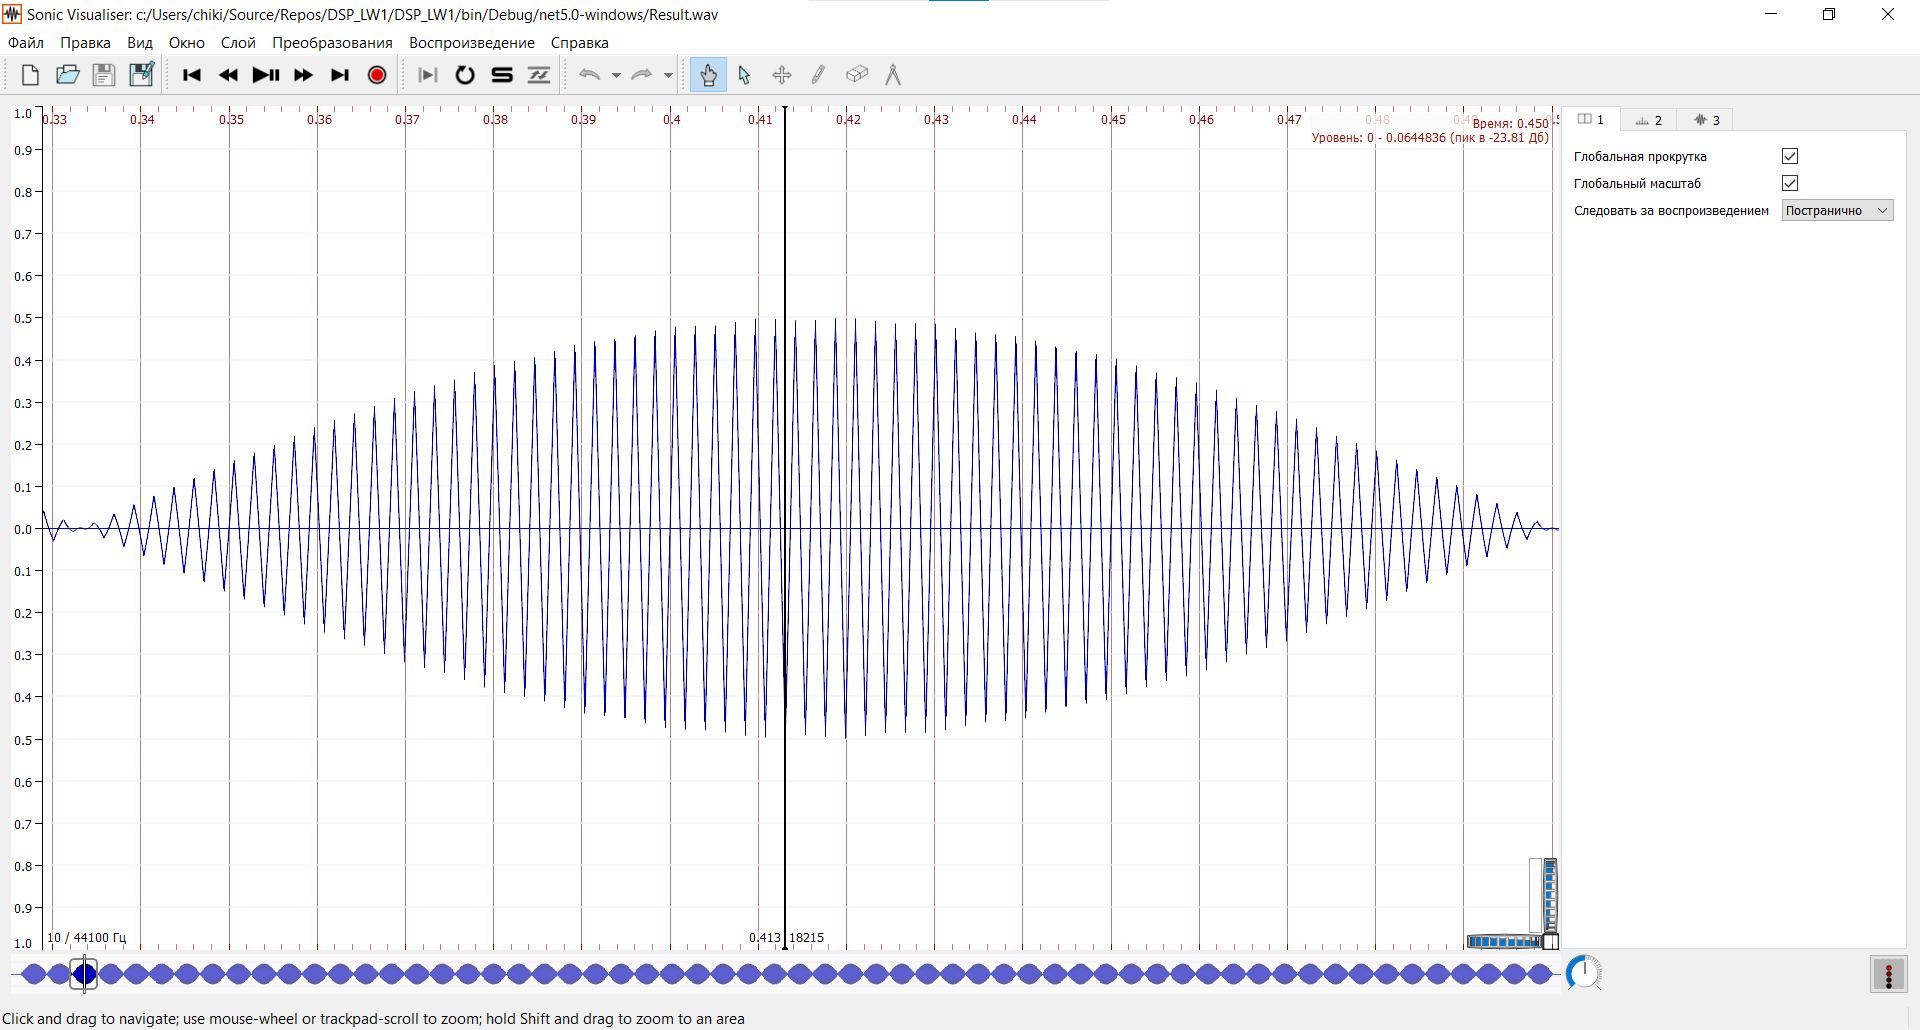 Sonic Visualiser: c:/Users/chiki/Source/Repos/DSP_LW1/DSP_LW1/bin/Debug/net5.0-windows/Result.wav
Файл Правка Вид Окно Слой Преобразования Воспроизведение Справка
1.0 0.33 0.34 0.35 0.36 0.37 0.38 0.39 0.4 0.41 0.42 0.43 0.44 0.45 0.46 0.47 0.48
Время: 0.450
Уровень: 0 - 0.0644836 (пик в -23.81 Дб)
0.9
0.8
0.7
0.6
0.5
0.4
0.3
0.2
0.1
0.0
0.1
0.2
0.3
0.4
0.5
0.6
0.7
0.8
0.9
1.0
10 / 44100 Гц
0.413 18215
1 2 3
Глобальная прокрутка
Глобальный масштаб
Следовать за воспроизведением Постранично
Click and drag to navigate; use mouse-wheel or trackpad-scroll to zoom; hold Shift and drag to zoom to an area